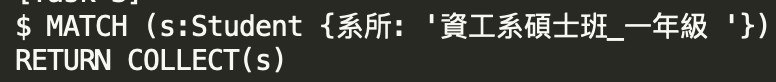 $ MATCH (s:Student {系所: '資工系碩士班_一年級 '})
RETURN COLLECT(s)